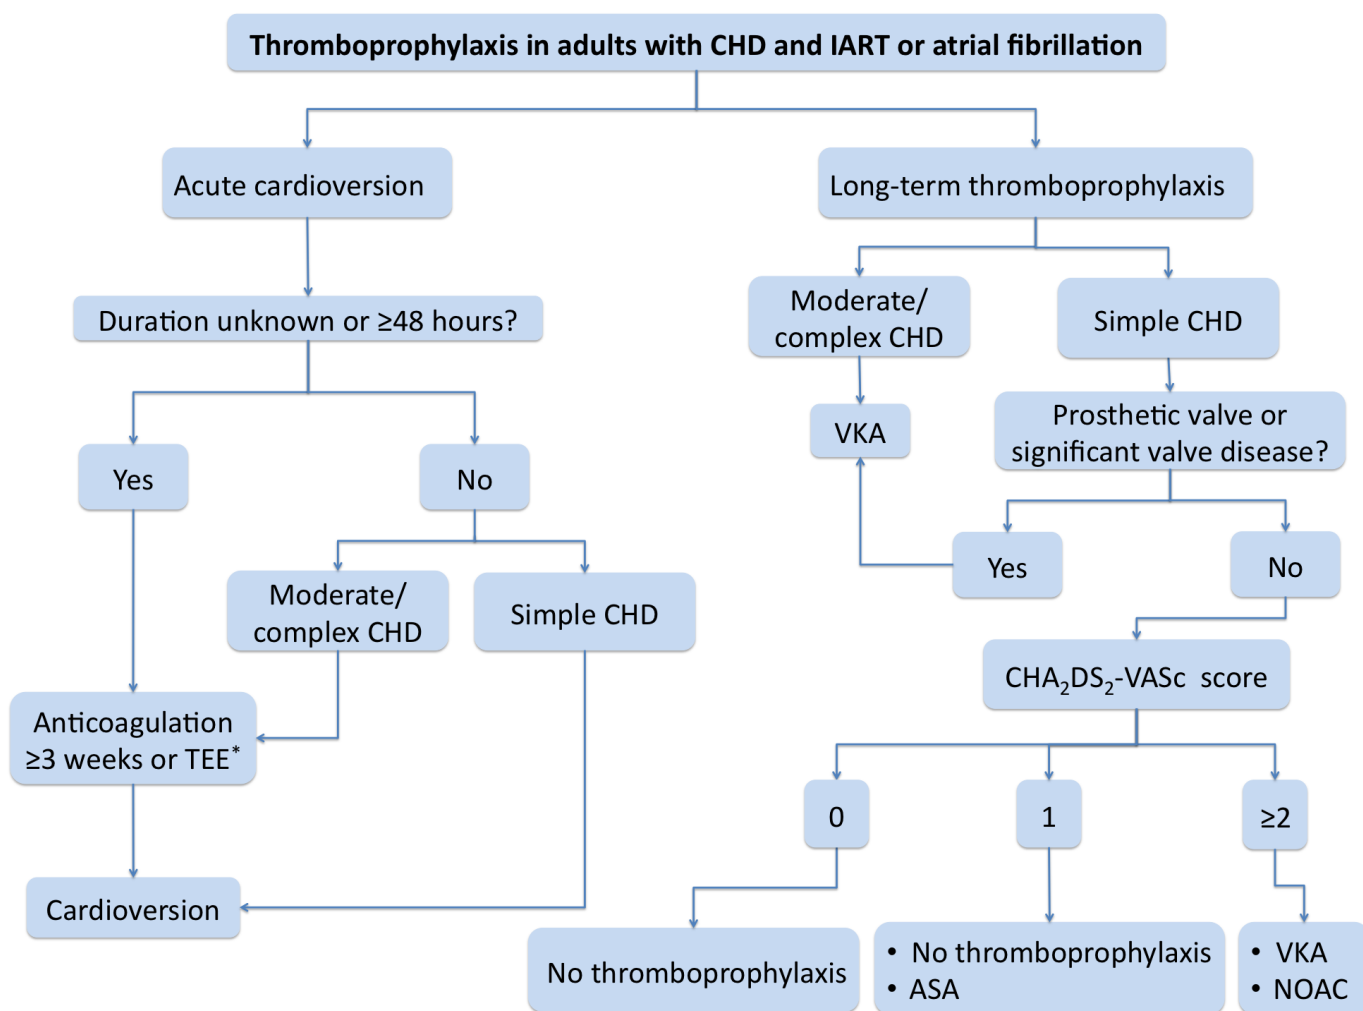 Thromboprophylaxis in adults with CHD and IART or atrial fibrillation
Acute cardioversion
Long-term thromboprophylaxis
Duration unknown or ≥48 hours?
Moderate/
complex CHD
Simple CHD
VKA
Prosthetic valve or
significant valve disease?
Yes
No
Yes
No
Moderate/
complex CHD
Simple CHD
CHA₂DS₂-VASc score
Anticoagulation
≥3 weeks or TEE*
0
1
≥2
Cardioversion
No thromboprophylaxis
• No thromboprophylaxis
• ASA
• VKA
• NOAC